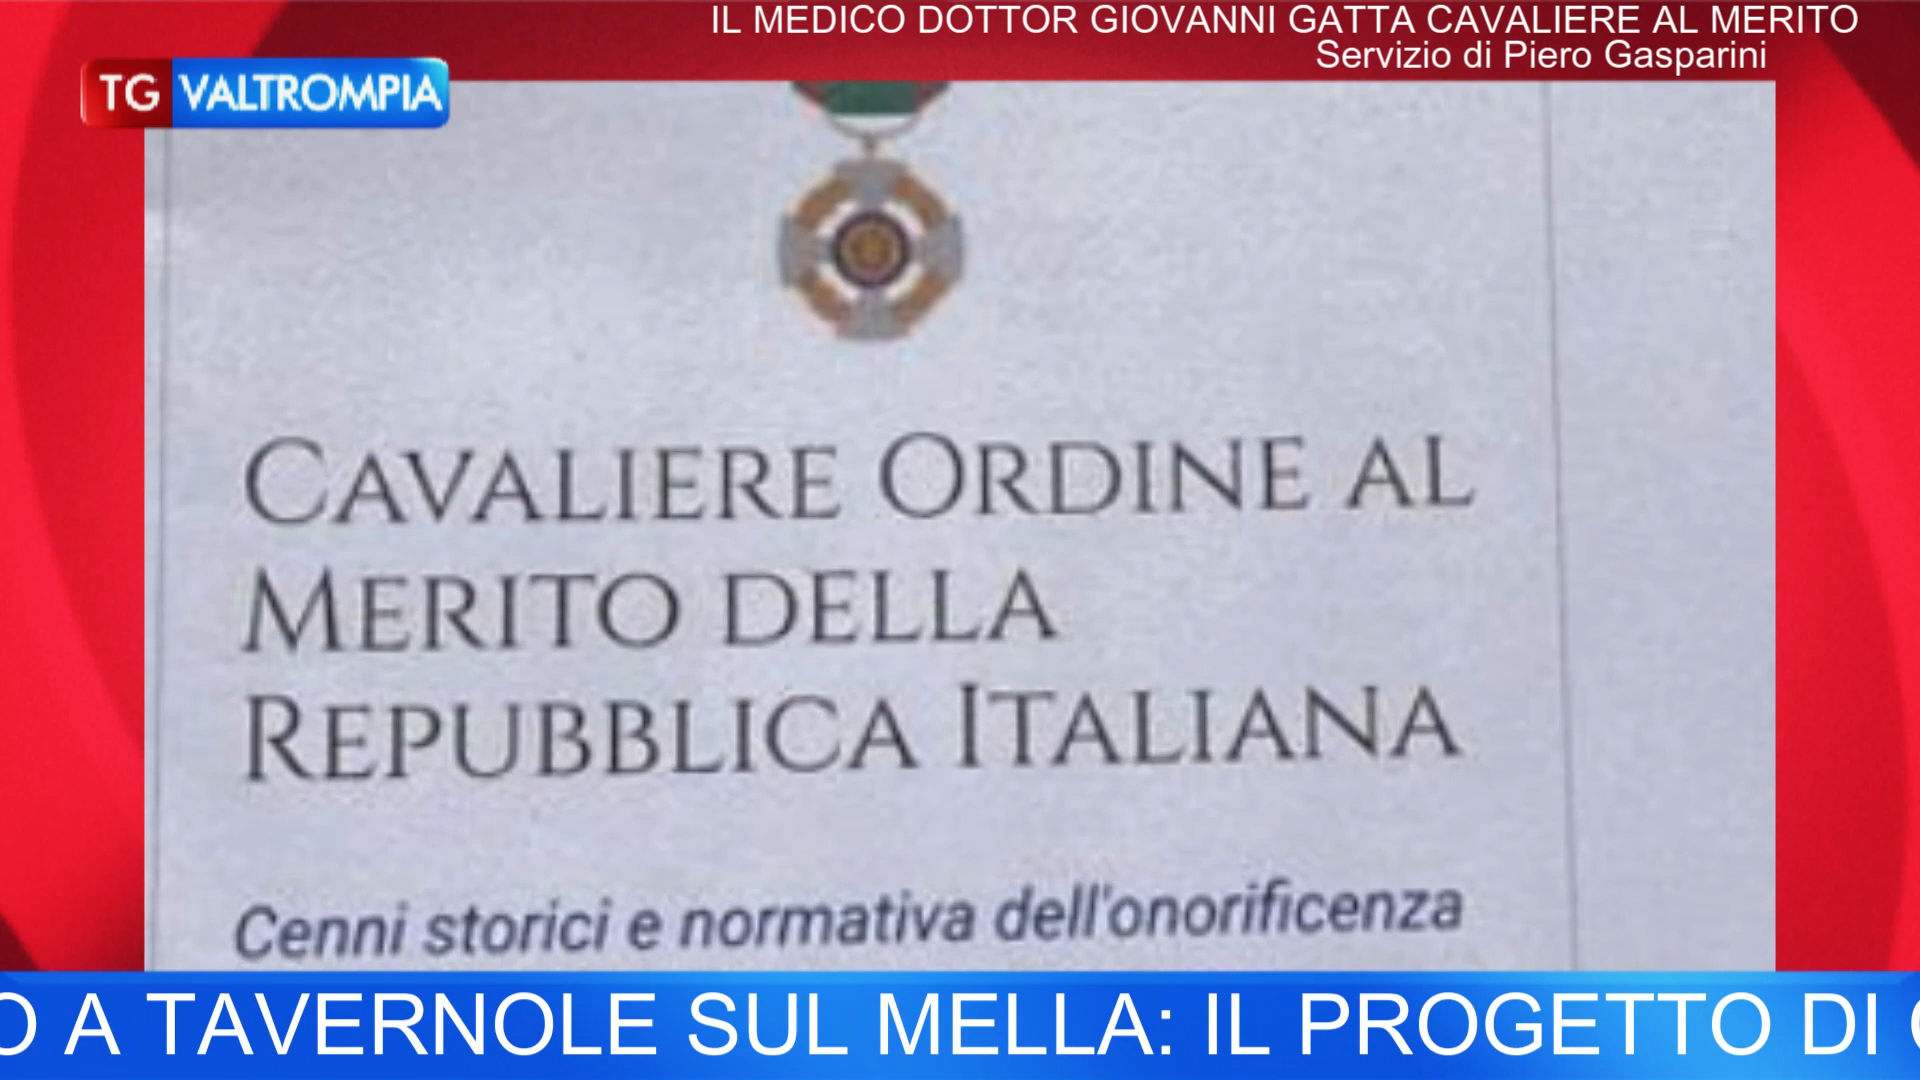 IL MEDICO DOTTOR GIOVANNI GATTA CAVALIERE AL MERITO
Servizio di Piero Gasparini
TG VALTROMPIA
CAVALIERE ORDINE AL
MERITO DELLA
REPUBBLICA ITALIANA
Cenni storici e normativa dell'onorificenza
A TAVERNOLE SUL MELLA: IL PROGETTO DI